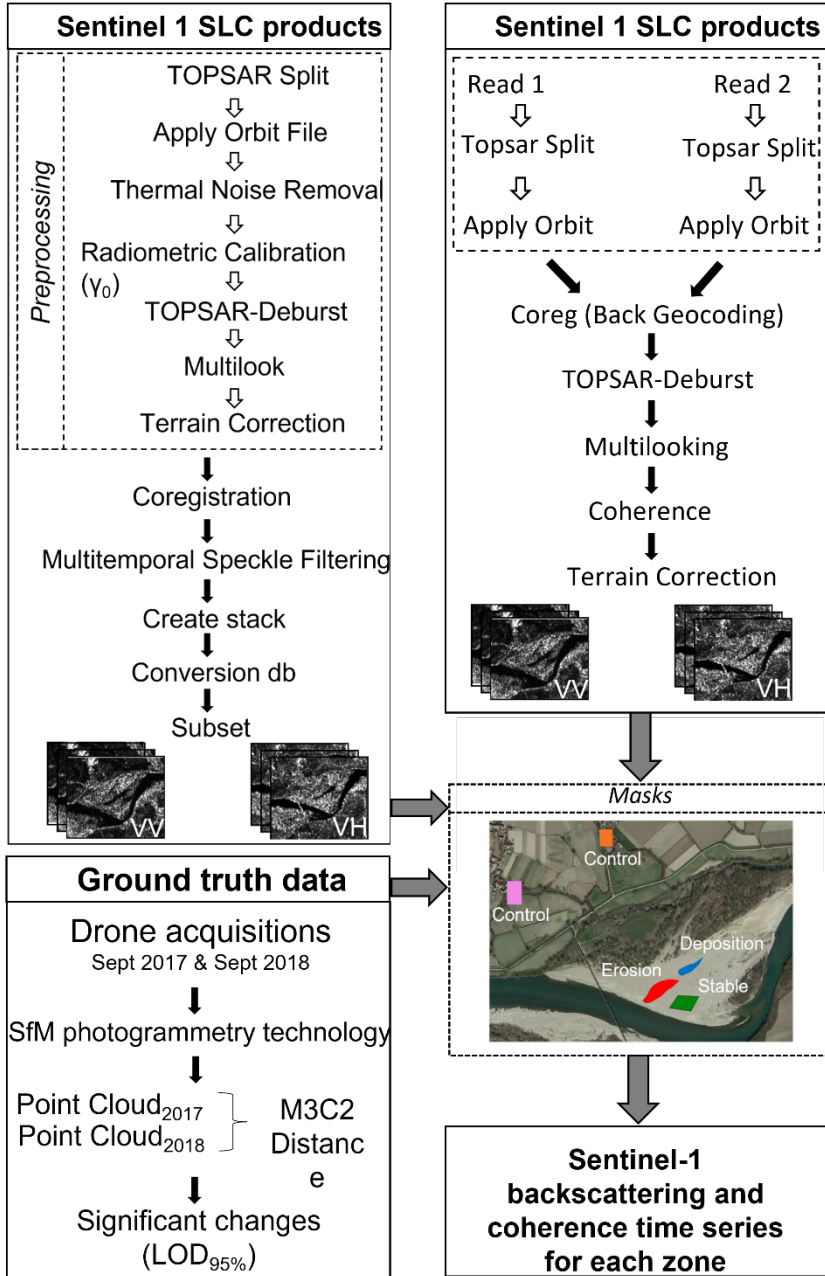 Sentinel 1 SLC products
Preprocessing
TOPSAR Split
Apply Orbit File
Thermal Noise Removal
Radiometric Calibration
(γ₀)
TOPSAR-Deburst
Multilook
Terrain Correction
Coregistration
Multitemporal Speckle Filtering
Create stack
Conversion db
Subset
VV
VH
Ground truth data
Drone acquisitions
Sept 2017 & Sept 2018
SfM photogrammetry technology
Point Cloud₂₀₁₇
Point Cloud₂₀₁₈
M3C2
Distanc
e
Significant changes
(LOD₉₅%)
Sentinel 1 SLC products
Read 1
Read 2
Topsar Split
Topsar Split
Apply Orbit
Apply Orbit
Coreg (Back Geocoding)
TOPSAR-Deburst
Multilooking
Coherence
Terrain Correction
VV
VH
Masks
Control
Control
Deposition
Erosion
Stable
Sentinel-1
backscattering and
coherence time series
for each zone